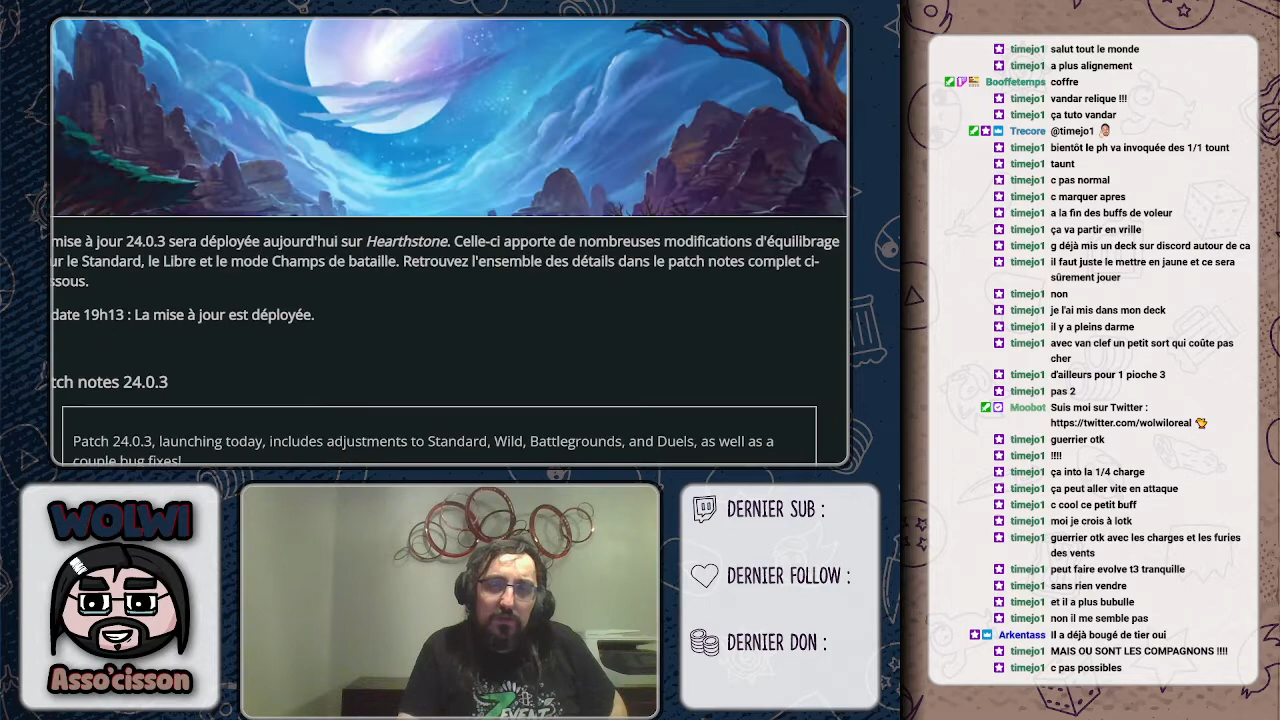 mise à jour 24.0.3 sera déployée aujourd'hui sur Hearthstone. Celle-ci apporte de nombreuses modifications d'équilibrage
ur le Standard, le Libre et le mode Champs de bataille. Retrouvez l'ensemble des détails dans le patch notes complet ci-
ssous.
date 19h13 : La mise à jour est déployée.
tch notes 24.0.3
Patch 24.0.3, launching today, includes adjustments to Standard, Wild, Battlegrounds, and Duels, as well as a
couple bug fixes!
WOLWI
Asso'cisson
Z
EVENT
DERNIER SUB :
DERNIER FOLLOW :
DERNIER DON :
timejo1 salut tout le monde
timejo1 a plus alignement
Booffetemps coffre
timejo1 vandar relique !!!
timejo1 ça tuto vandar
Trecore @timejo1
timejo1 bientôt le ph va invoquée des 1/1 tount
timejo1 taunt
timejo1 c pas normal
timejo1 c marquer apres
timejo1 a la fin des buffs de voleur
timejo1 ça va partir en vrille
timejo1 g déjà mis un deck sur discord autour de ca
timejo1 il faut juste le mettre en jaune et ce sera
sûrement jouer
timejo1 non
timejo1 je l'ai mis dans mon deck
timejo1 il y a pleins darme
timejo1 avec van clef un petit sort qui coûte pas
cher
timejo1 d'ailleurs pour 1 pioche 3
timejo1 pas 2
Moobot Suis moi sur Twitter :
https://twitter.com/wolwiloreal
timejo1 guerrier otk
timejo1 !!!!
timejo1 ça into la 1/4 charge
timejo1 ça peut aller vite en attaque
timejo1 c cool ce petit buff
timejo1 moi je crois à lotk
timejo1 guerrier otk avec les charges et les furies
des vents
timejo1 peut faire evolve t3 tranquille
timejo1 sans rien vendre
timejo1 et il a plus bubulle
timejo1 non il me semble pas
Arkentass Il a déjà bougé de tier oui
timejo1 MAIS OU SONT LES COMPAGNONS !!!!
timejo1 c pas possibles